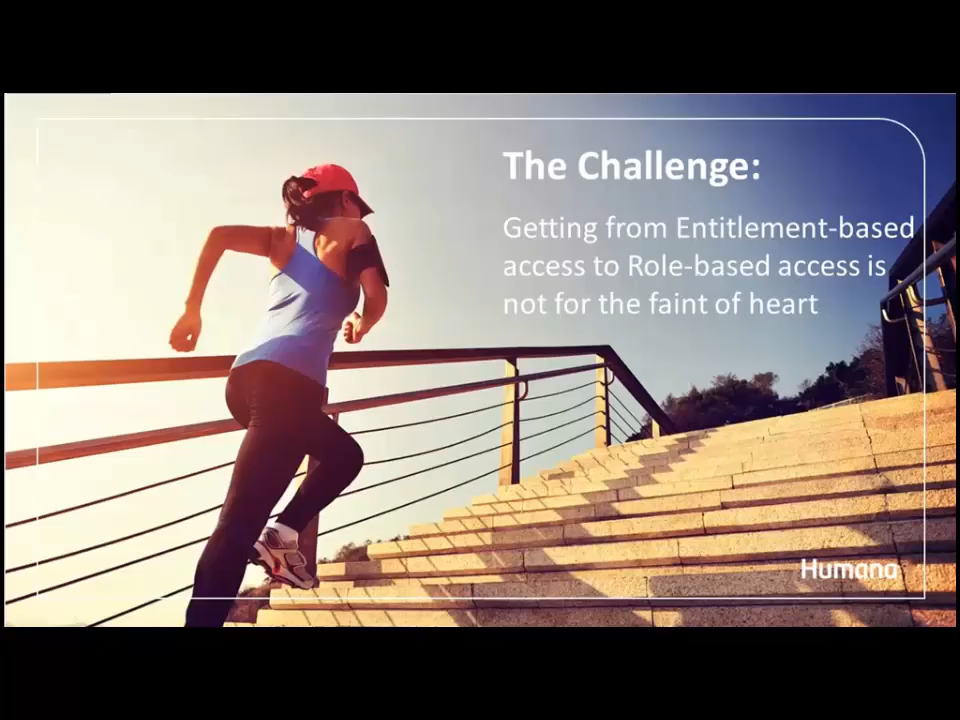 The Challenge:
Getting from Entitlement-based
access to Role-based access is
not for the faint of heart
Humana